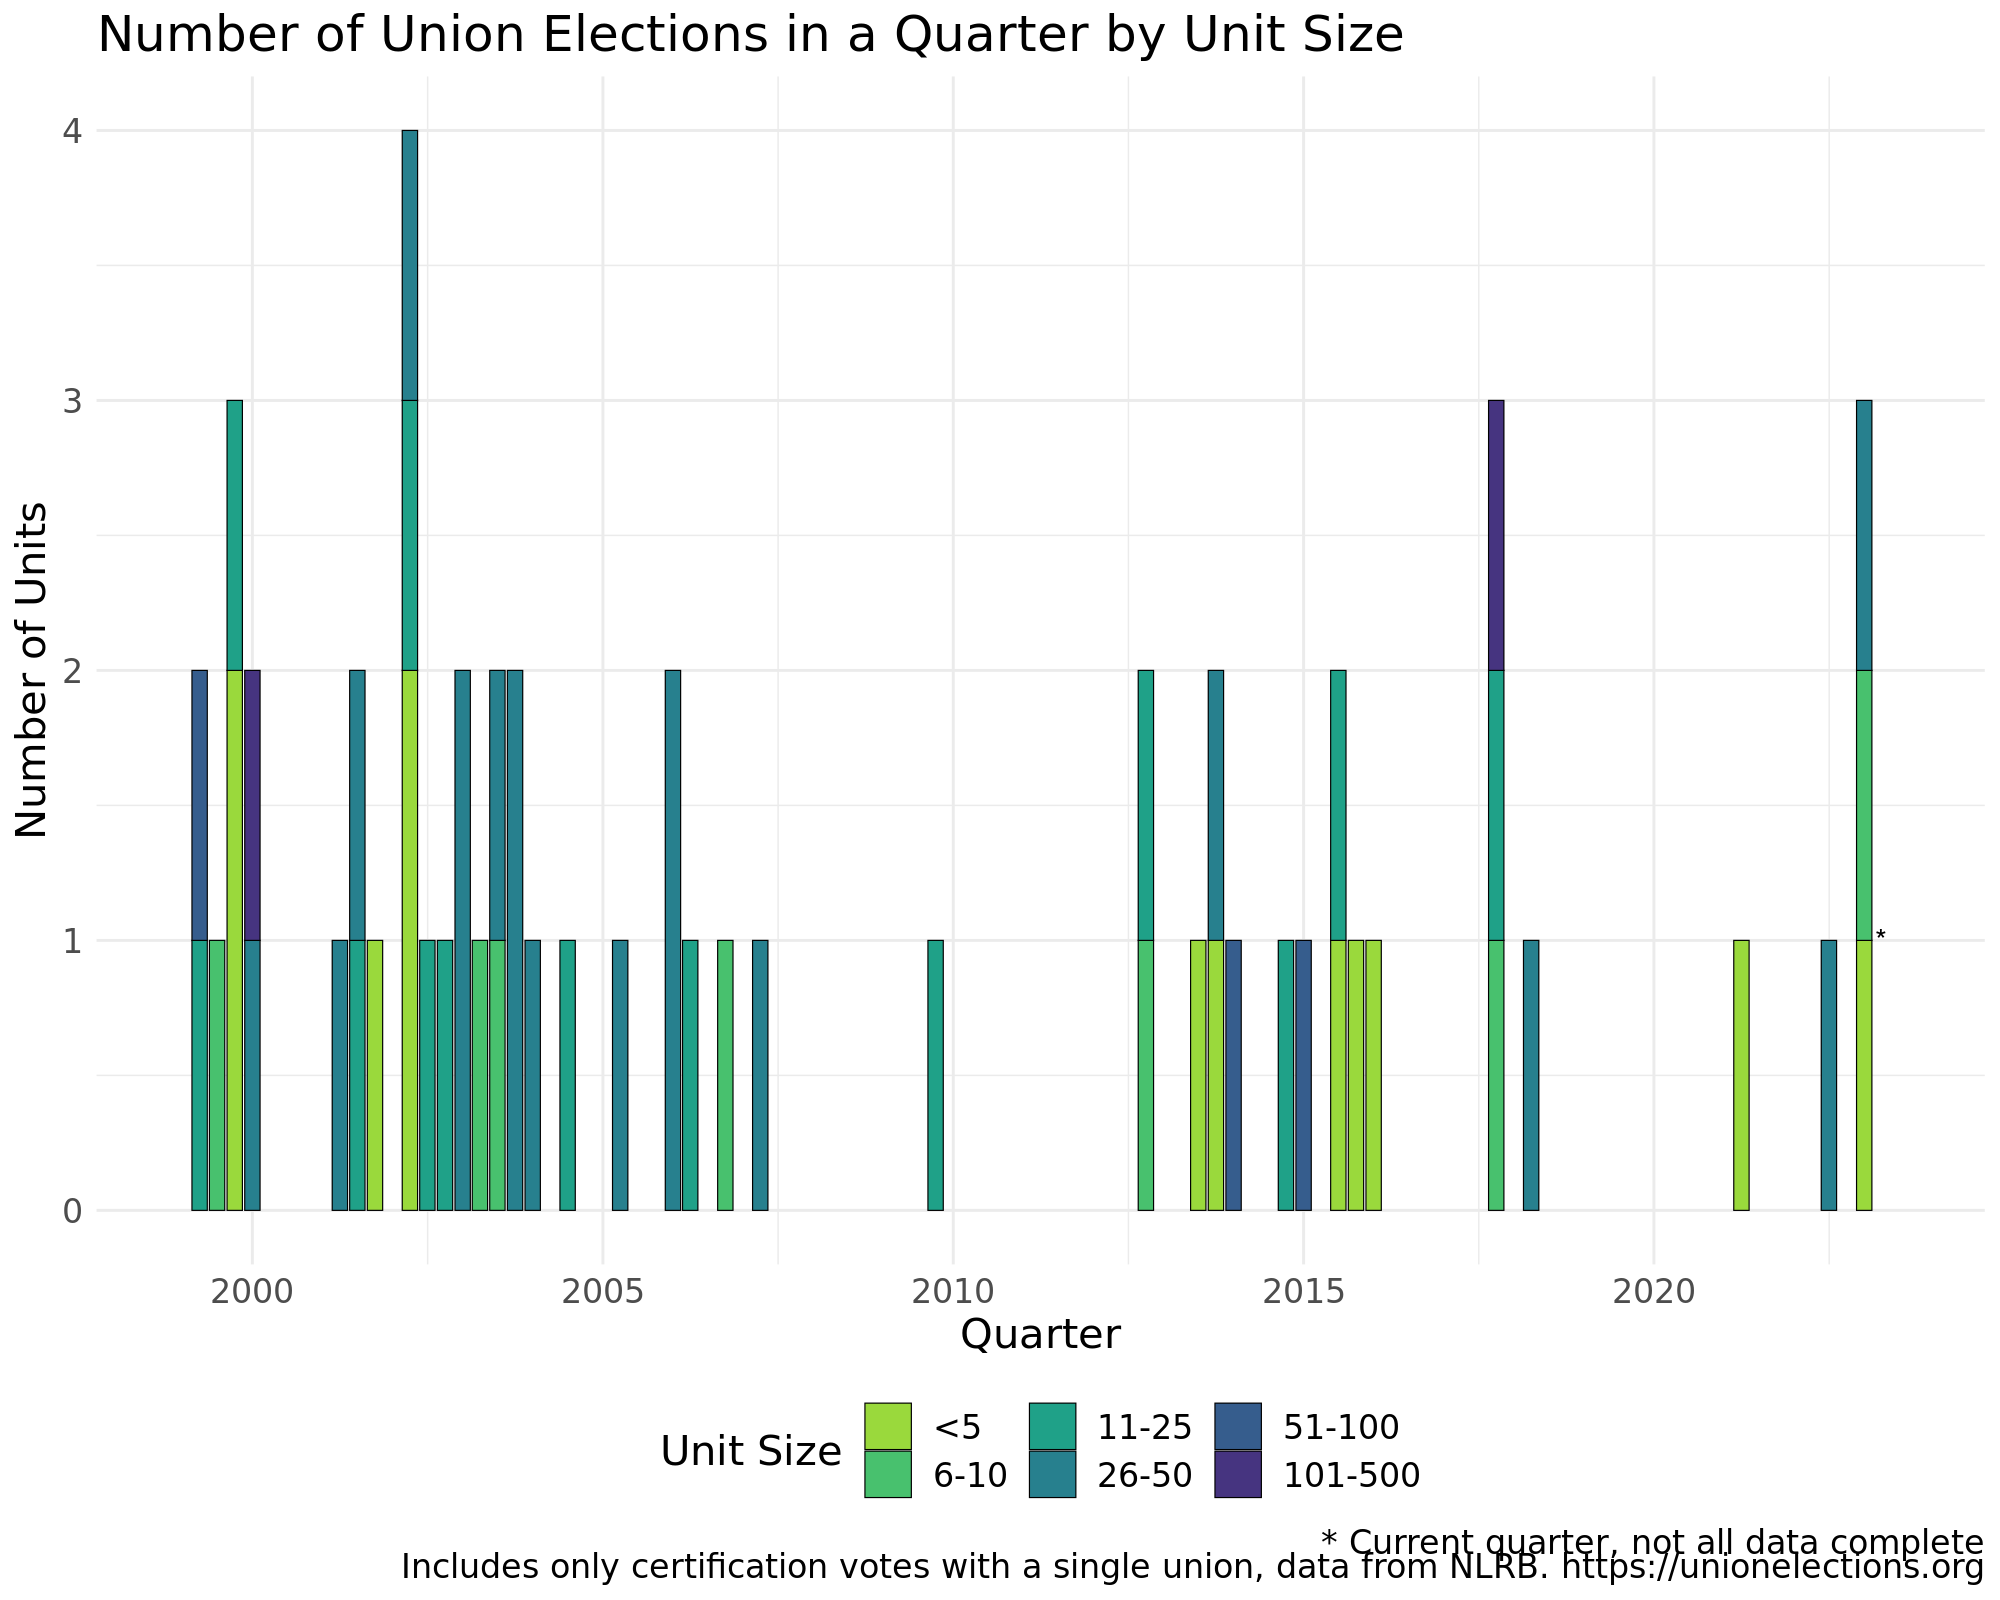 Number of Union Elections in a Quarter by Unit Size
Number of Units
4
3
2
1
0
*
2000 2005 2010 2015 2020
Quarter
Unit Size
<5 11-25 51-100
6-10 26-50 101-500
* Current quarter, not all data complete
Includes only certification votes with a single union, data from NLRB. https://unionelections.org